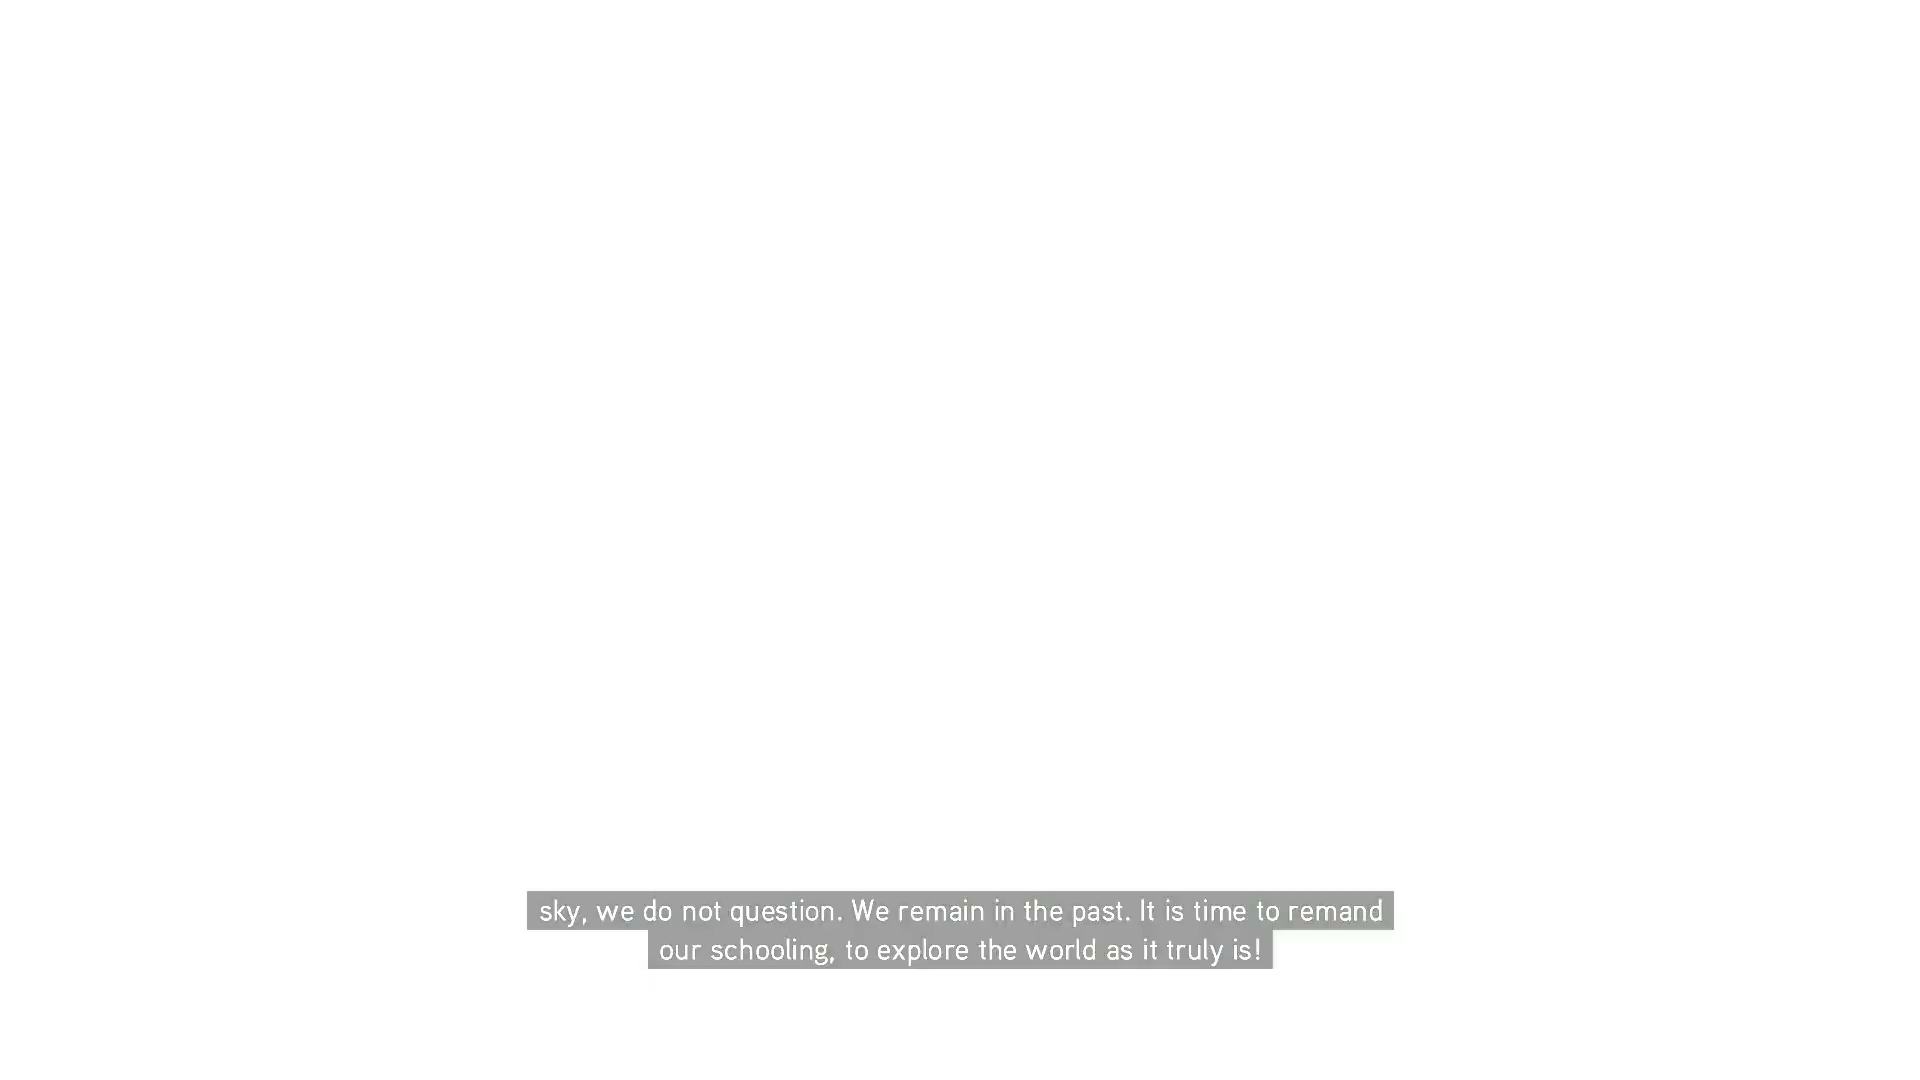 sky, we do not question. We remain in the past. It is time to remand
our schooling, to explore the world as it truly is!